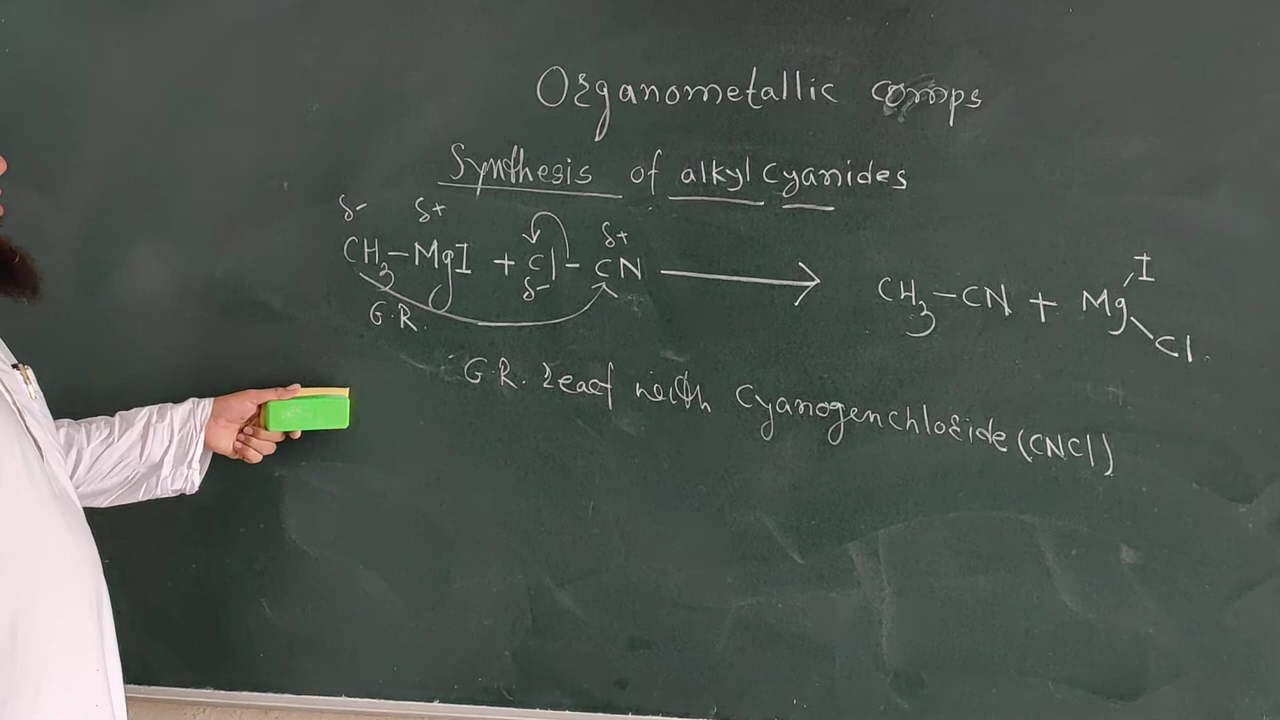 Organometallic comps
Synthesis of alkyl cyanides
δ- δ+ δ+
CH3-MgI + Cl-CN ⟶ CH3-CN + Mg I Cl.
δ-
G.R.
G.R. react with Cyanogenchloride (CNCl)